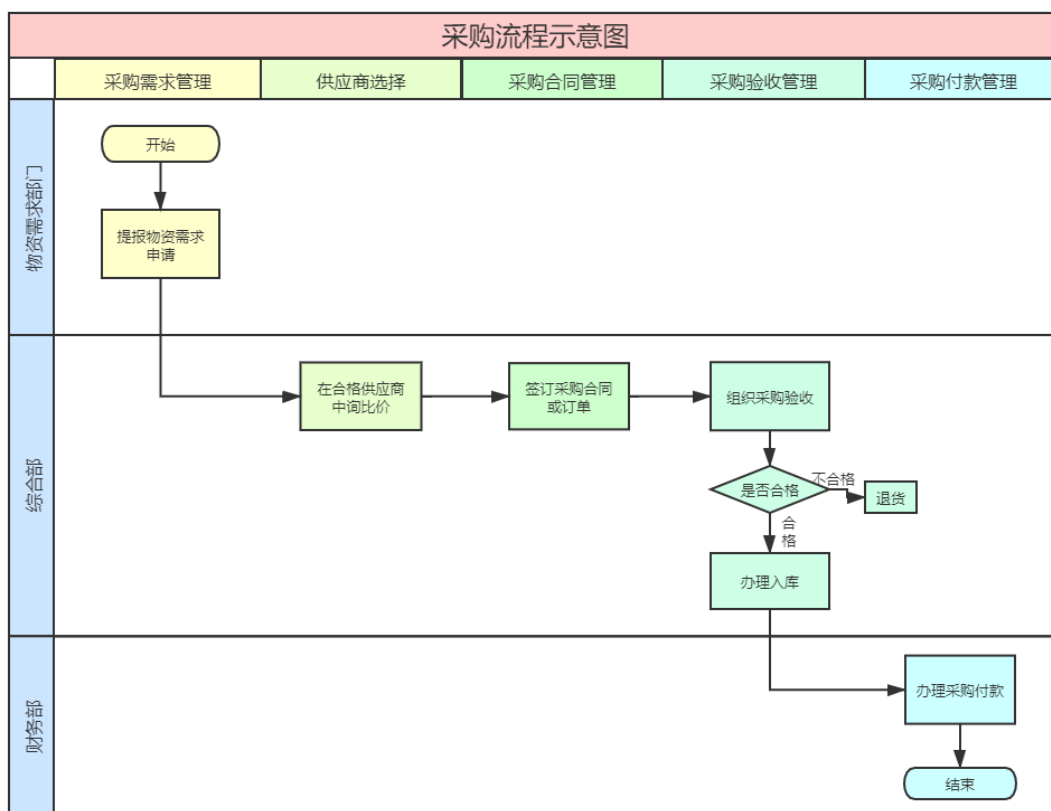 采购流程示意图
采购需求管理
供应商选择
采购合同管理
采购验收管理
采购付款管理
物资需求部门
开始
提报物资需求
申请
综合部
在合格供应商
中询比价
签订采购合同
或订单
组织采购验收
是否合格
不合格
退货
合
格
办理入库
财务部
办理采购付款
结束